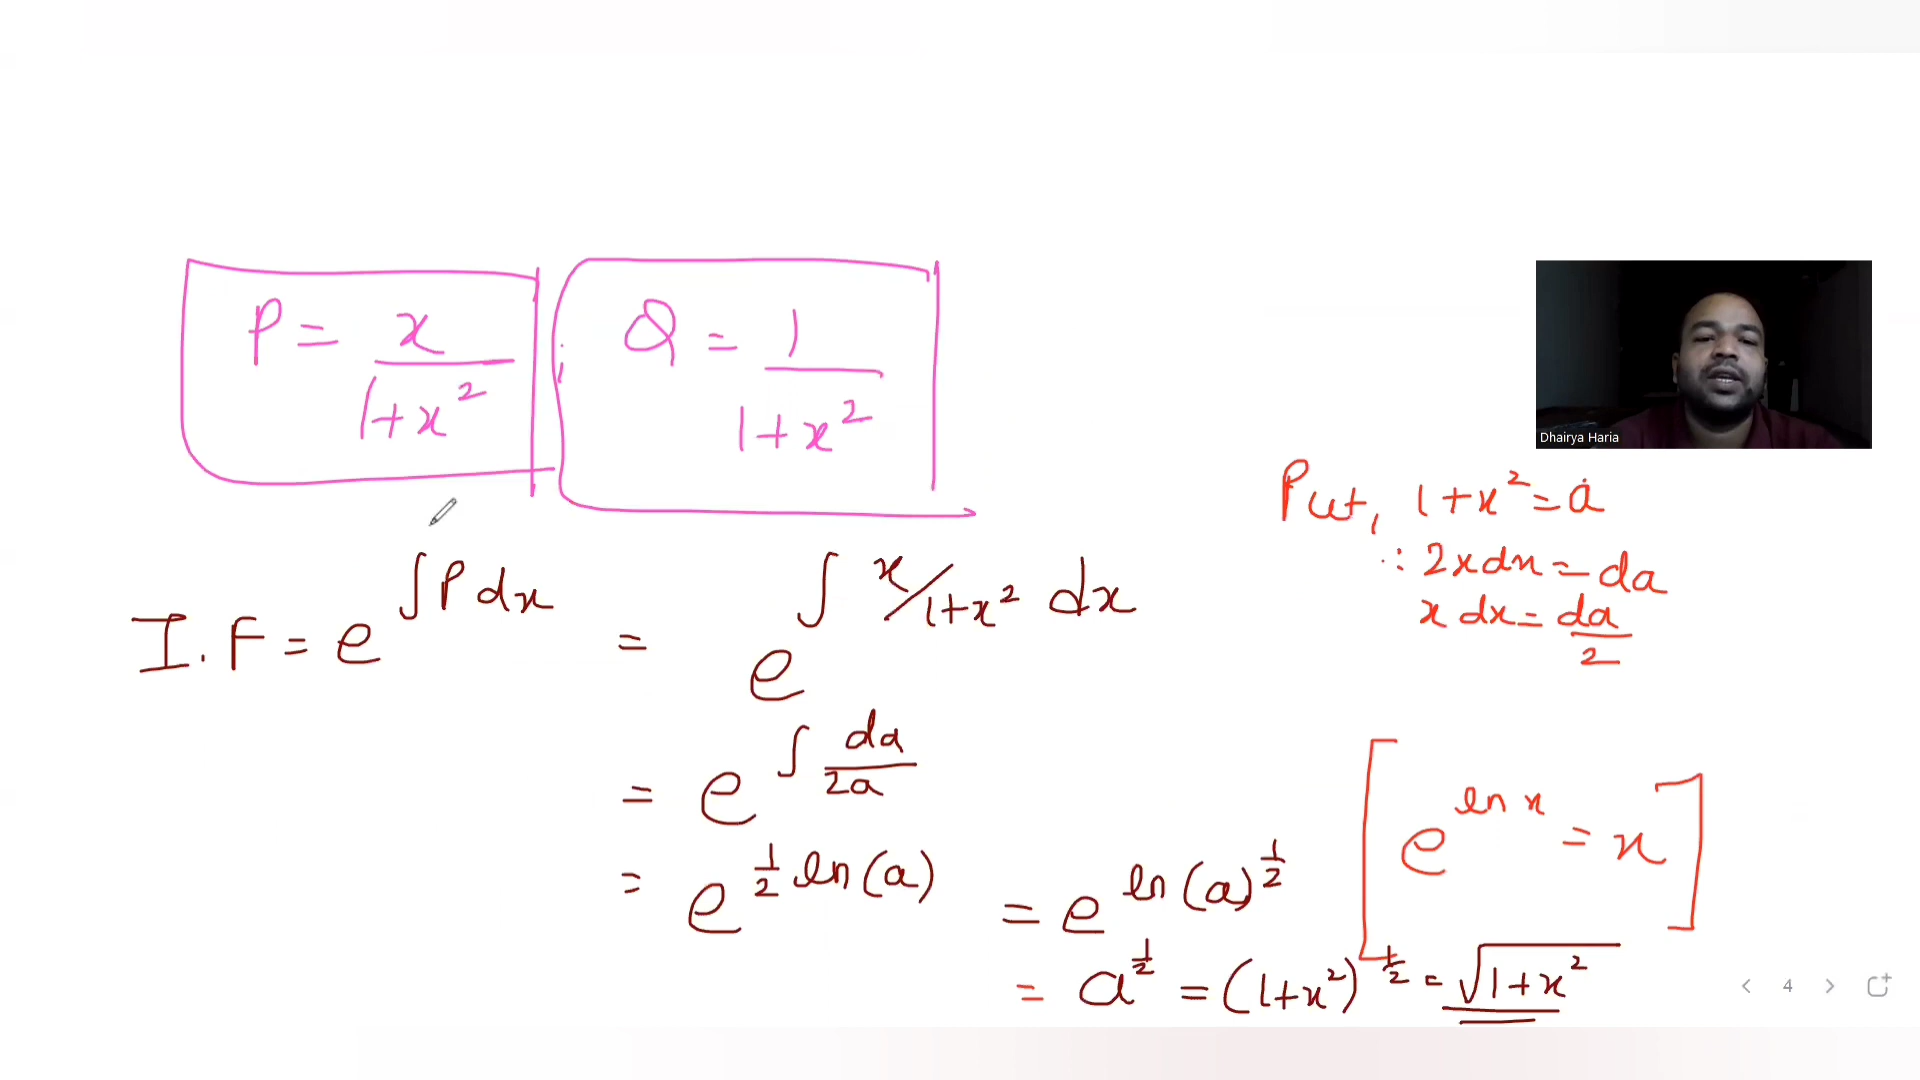 P = x / 1+x²
Q = 1 / 1+x²
Dhairya Haria
Put, 1+x² = a
∴ 2x dx = da
x dx = da / 2
I.F = e^∫P dx = e^∫ x/1+x² dx
= e^∫ da/2a
= e^½ ln(a) = e^ln(a)^½
[e^ln x = x]
= a^½ = (1+x²)^½ = √1+x²
4